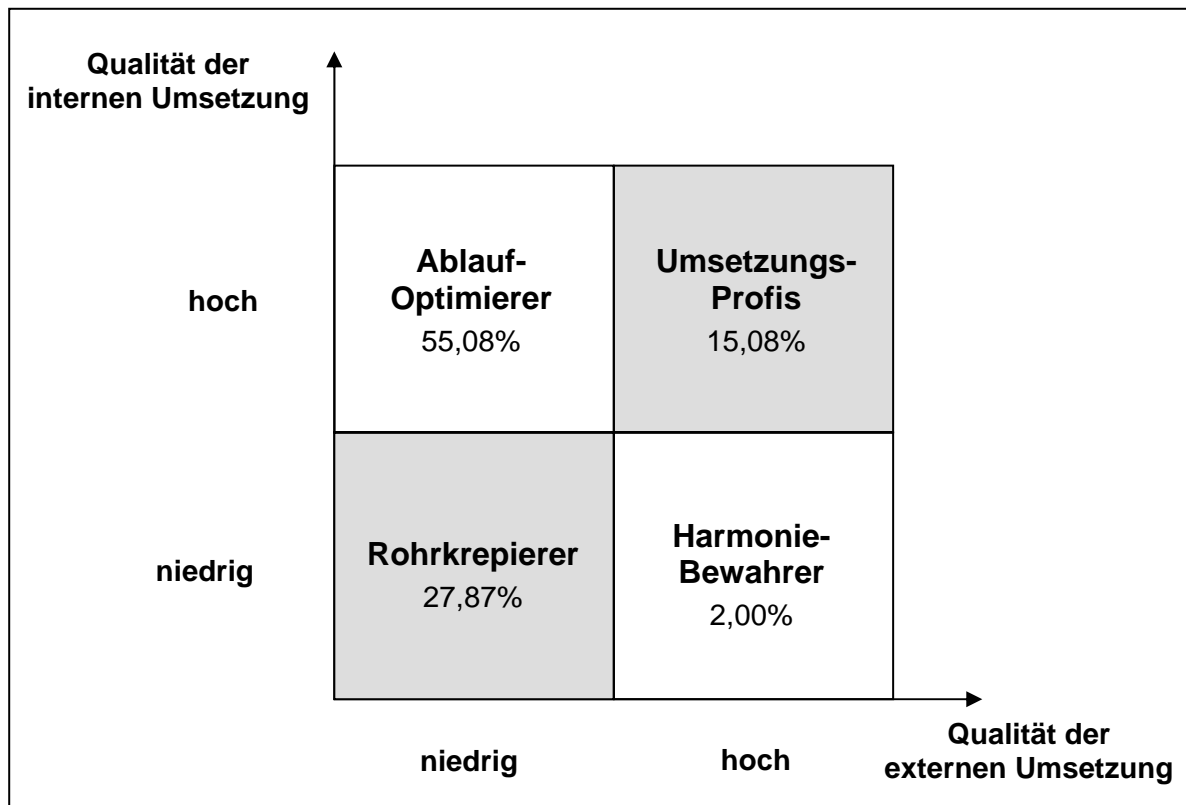 Qualität der
internen Umsetzung
hoch
Ablauf-
Optimierer
55,08%
Umsetzungs-
Profis
15,08%
niedrig
Rohrkrepierer
27,87%
Harmonie-
Bewahrer
2,00%
niedrig
hoch
Qualität der
externen Umsetzung